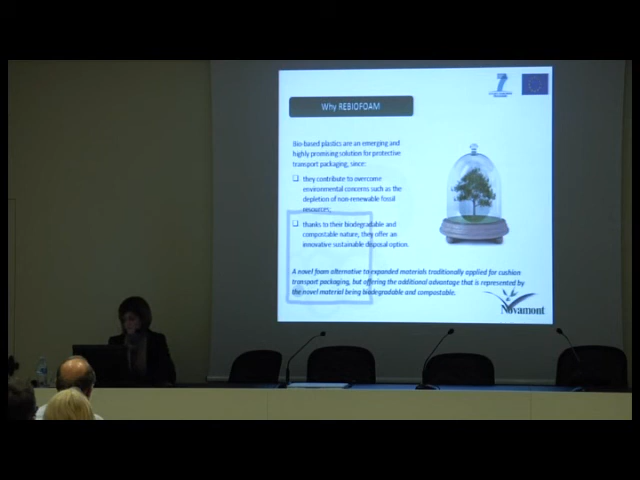 Why REBIOFOAM
Bio-based plastics are an emerging and
highly promising solution for protective
transport packaging, since:
they contribute to overcome
environmental concerns such as the
depletion of non-renewable fossil
resources;
thanks to their biodegradable and
compostable nature, they offer an
innovative sustainable disposal option.
A novel foam alternative to expanded materials traditionally applied for cushion
transport packaging, but offering the additional advantage that is represented by
the novel material being biodegradable and compostable.
Novamont